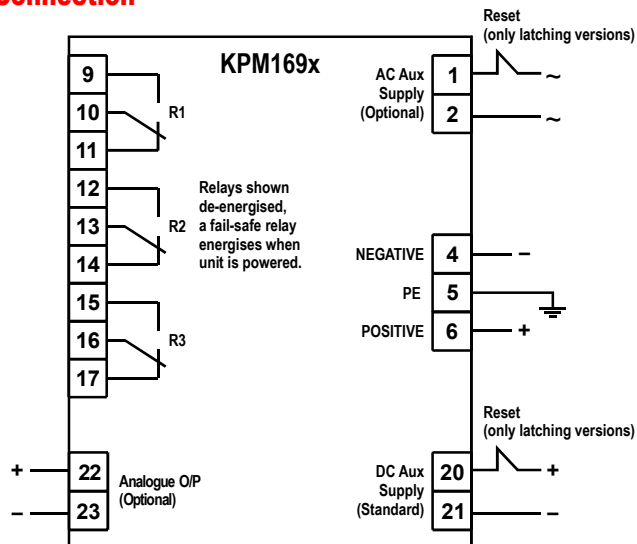 Connection
Reset
(only latching versions)
KPM169x
9
10
11
R1
12
13
14
R2
15
16
17
R3
Relays shown
de-energised,
a fail-safe relay
energises when
unit is powered.
AC Aux
Supply
(Optional)
1
2
~
~
NEGATIVE 4 –
PE 5
POSITIVE 6 +
Reset
(only latching versions)
+ 22
– 23
Analogue O/P
(Optional)
DC Aux
Supply
(Standard)
20 +
21 –